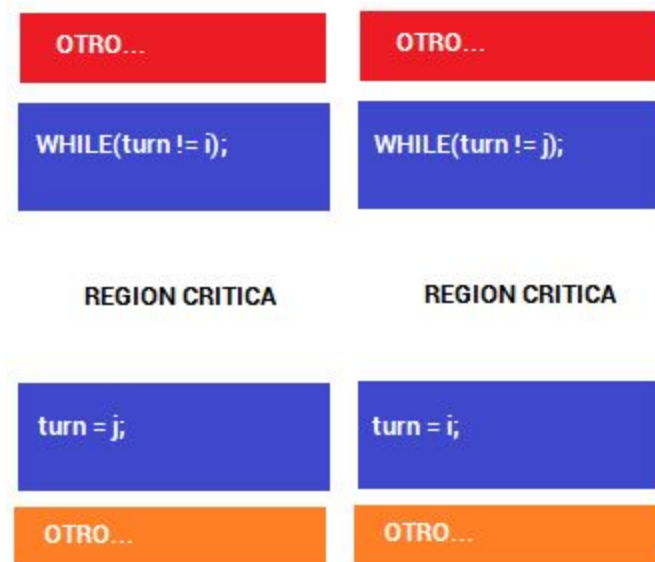 OTRO...
WHILE(turn != i);
REGION CRITICA
turn = j;
OTRO...
OTRO...
WHILE(turn != j);
REGION CRITICA
turn = i;
OTRO...